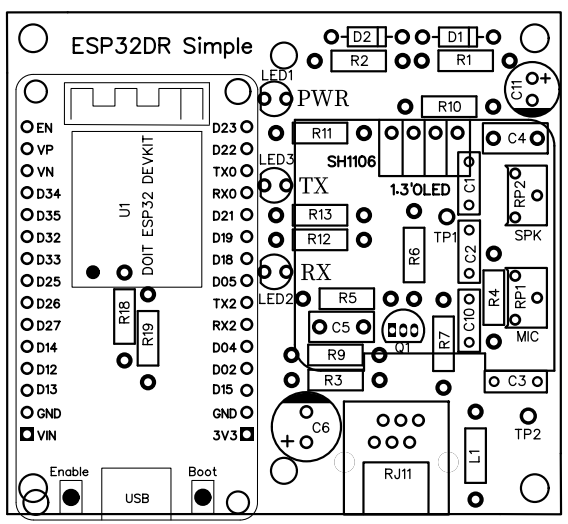 ESP32DR Simple
D2
D1
R2
R1
C11
+
LED1
PWR
R10
EN
D23
R11
C4
VP
D22
SH1106
LED3
VN
TX0
1.3'OLED
C1
RP2
D34
RX0
TX
U1
DOIT ESP32 DEVKIT
D35
D21
R13
TP1
SPK
D32
D19
R12
R6
C2
D33
D18
RX
D25
D05
LED2
R4
RP1
D26
TX2
R18
R5
C10
R19
D27
RX2
C5
Q1
R7
MIC
D14
D04
R9
D12
D02
R3
C3
D13
D15
GND
GND
C6
+
TP2
VIN
3V3
L1
Enable
Boot
RJ11
USB